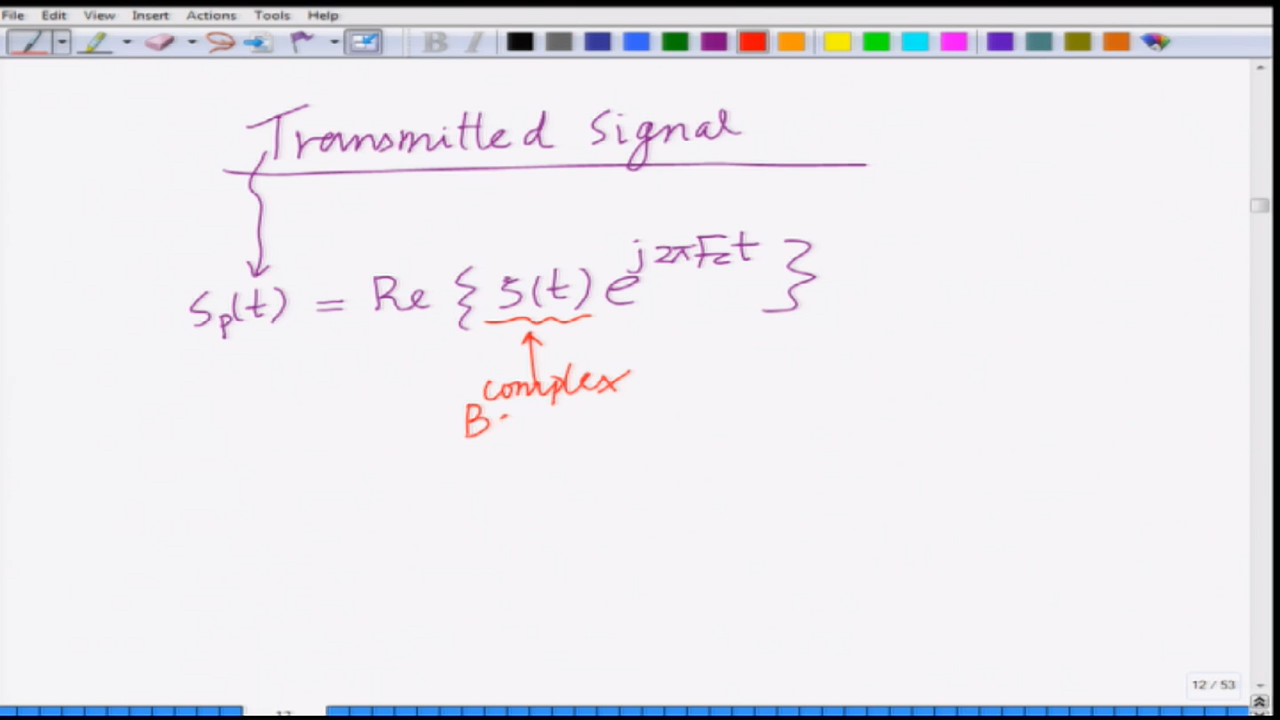 File Edit View Insert Actions Tools Help
B I
Transmitted Signal
Sp(t) = Re { s(t) e^{j2πFct} }
complex
B
12 / 53